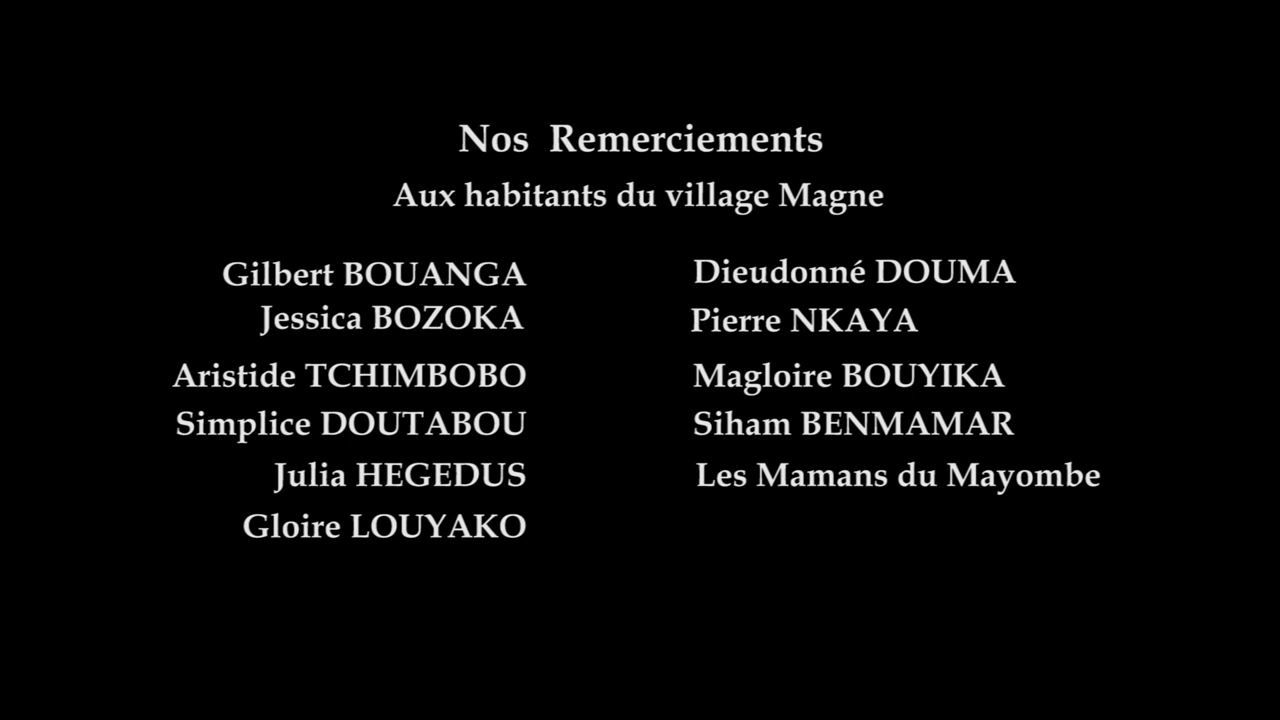 Nos Remerciements
Aux habitants du village Magne
Gilbert BOUANGA
Jessica BOZOKA
Aristide TCHIMBOBO
Simplice DOUTABOU
Julia HEGEDUS
Gloire LOUYAKO
Dieudonné DOUMA
Pierre NKAYA
Magloire BOUYIKA
Siham BENMAMAR
Les Mamans du Mayombe